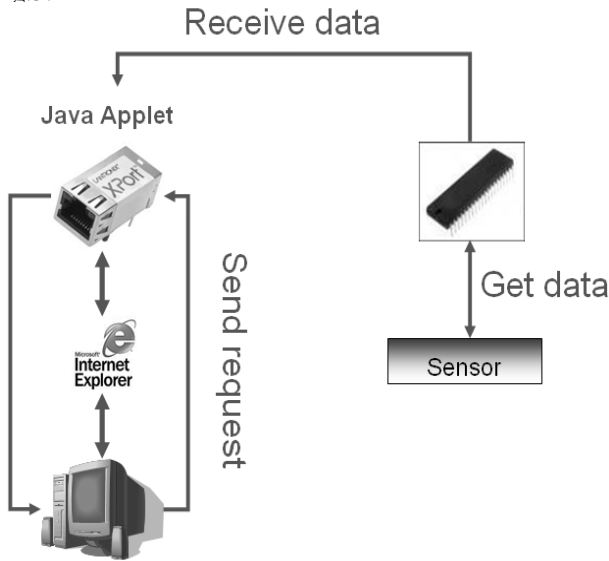 Receive data
Java Applet
LANTRONIX
XPort
Send request
Get data
Microsoft
Internet
Explorer
Sensor